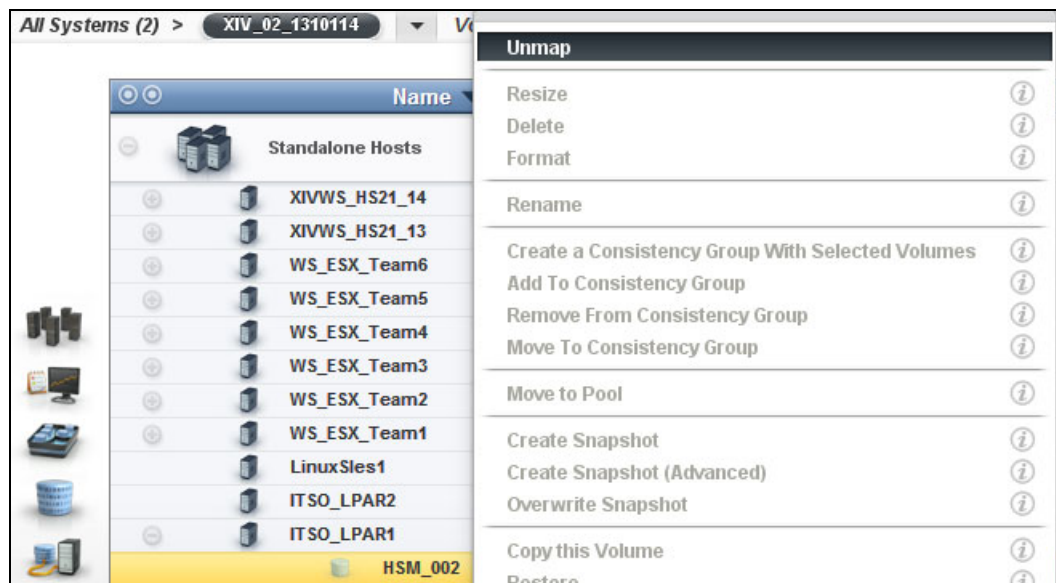 All Systems (2) > XIV_02_1310114
Unmap
Name
Resize
Delete
Format
Standalone Hosts
XIVWS_HS21_14
XIVWS_HS21_13
WS_ESX_Team6
WS_ESX_Team5
WS_ESX_Team4
WS_ESX_Team3
WS_ESX_Team2
WS_ESX_Team1
LinuxSles1
ITSO_LPAR2
ITSO_LPAR1
HSM_002
Rename
Create a Consistency Group With Selected Volumes
Add To Consistency Group
Remove From Consistency Group
Move To Consistency Group
Move to Pool
Create Snapshot
Create Snapshot (Advanced)
Overwrite Snapshot
Copy this Volume
Restore